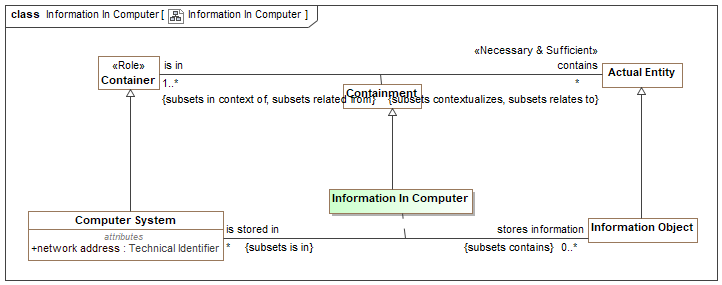 class Information In Computer [ Information In Computer ]
«Necessary & Sufficient»
«Role»
Container
is in
contains
Actual Entity
1..*
*
Containment
{subsets in context of, subsets related from}
{subsets contextualizes, subsets relates to}
Information In Computer
Computer System
attributes
+network address : Technical Identifier
is stored in
stores information
Information Object
*
{subsets is in}
{subsets contains}
0..*